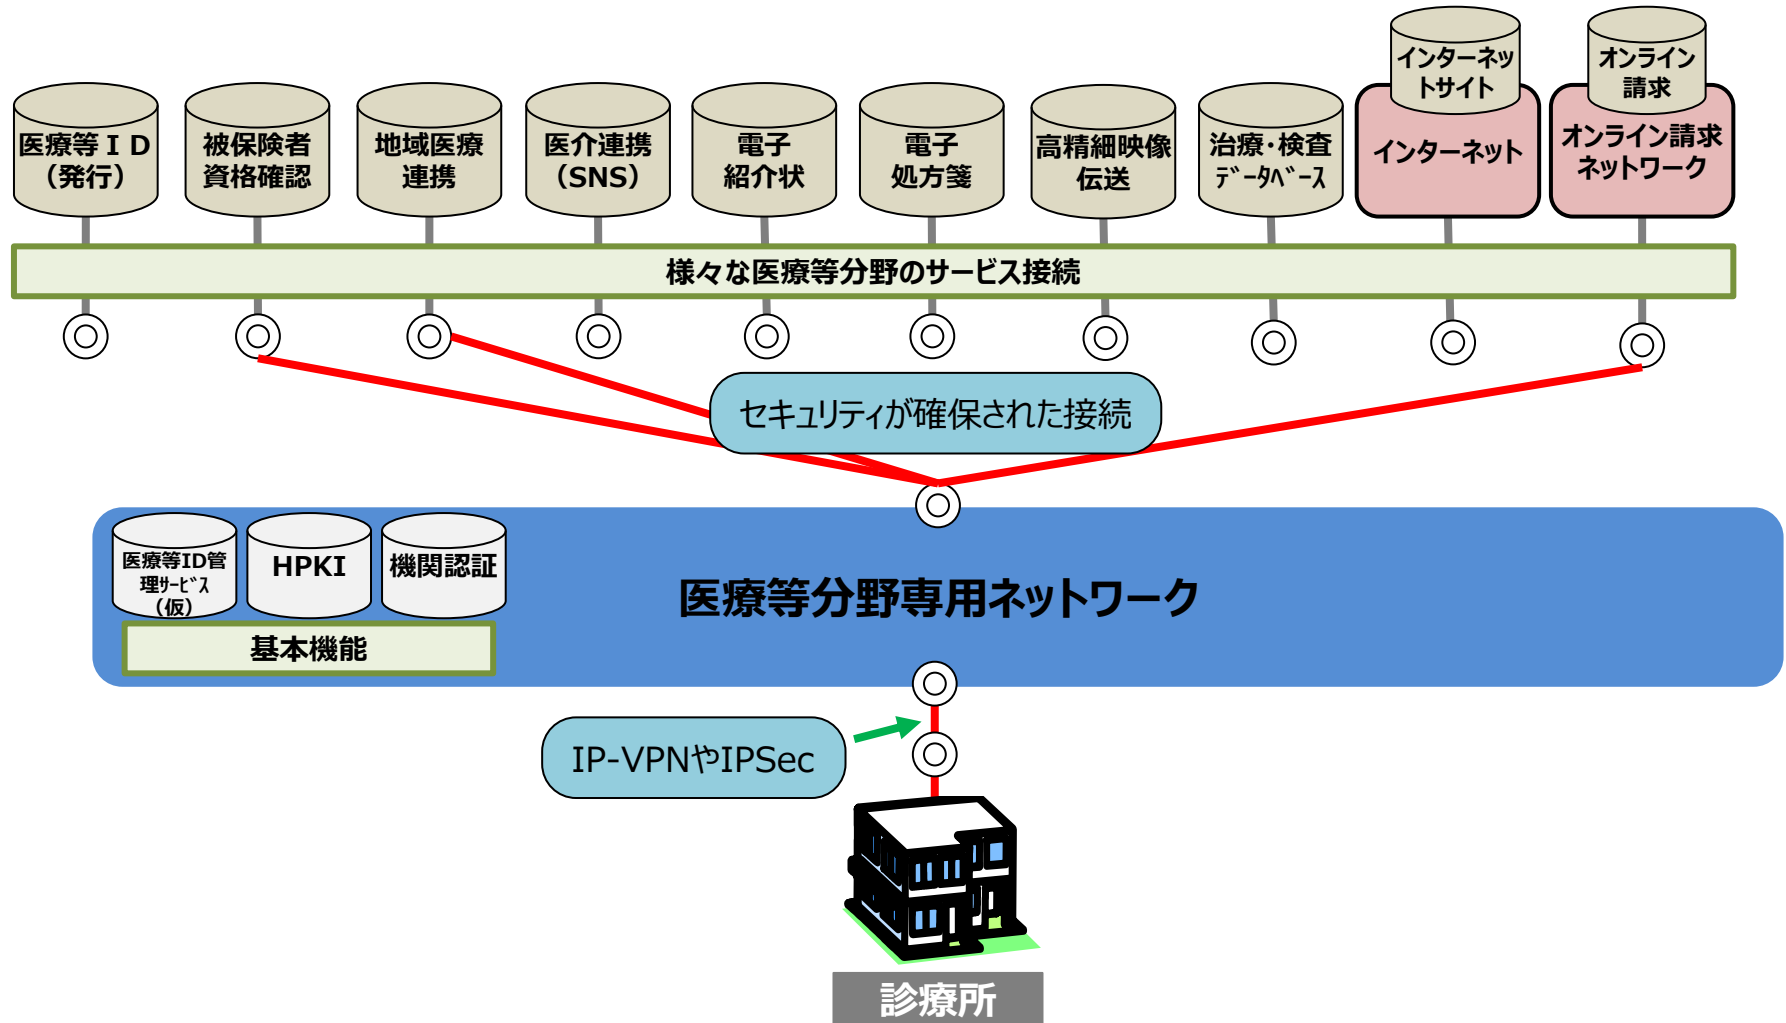 インターネッ
トサイト
オンライン
請求
医療等ＩＤ
（発行）
被保険者
資格確認
地域医療
連携
医介連携
（SNS）
電子
紹介状
電子
処方箋
高精細映像
伝送
治療・検査
ﾃﾞｰﾀﾍﾞｰｽ
インターネット
オンライン請求
ネットワーク
様々な医療等分野のサービス接続
セキュリティが確保された接続
医療等ID管
理ｻｰﾋﾞｽ
（仮）
HPKI
機関認証
基本機能
医療等分野専用ネットワーク
IP-VPNやIPSec
診療所